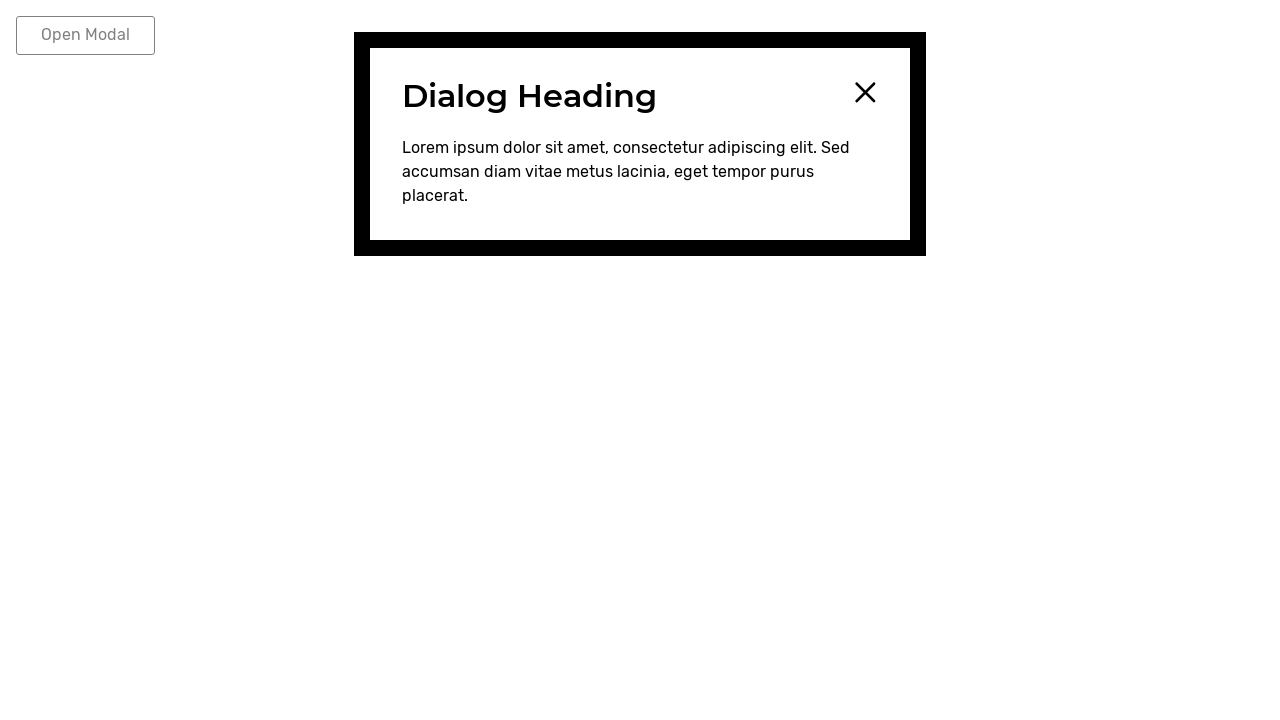 Open Modal
Dialog Heading
Lorem ipsum dolor sit amet, consectetur adipiscing elit. Sed
accumsan diam vitae metus lacinia, eget tempor purus
placerat.